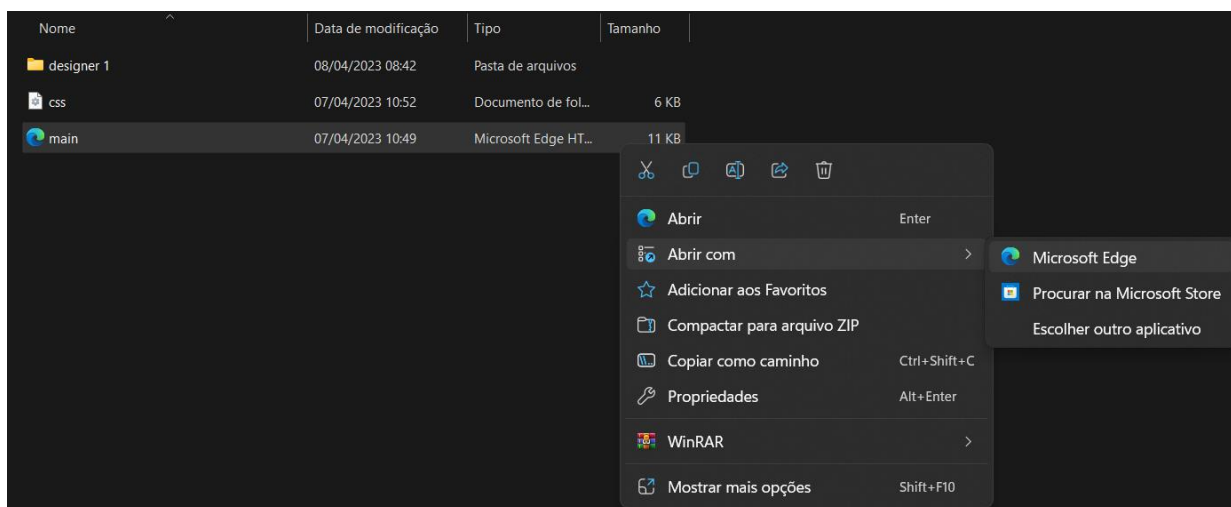 Nome Data de modificação Tipo Tamanho
designer 1 08/04/2023 08:42 Pasta de arquivos
css 07/04/2023 10:52 Documento de fol... 6 KB
main 07/04/2023 10:49 Microsoft Edge HT... 11 KB
Abrir Enter
Abrir com
Microsoft Edge
Procurar na Microsoft Store
Escolher outro aplicativo
Adicionar aos Favoritos
Compactar para arquivo ZIP
Copiar como caminho Ctrl+Shift+C
Propriedades Alt+Enter
WinRAR
Mostrar mais opções Shift+F10